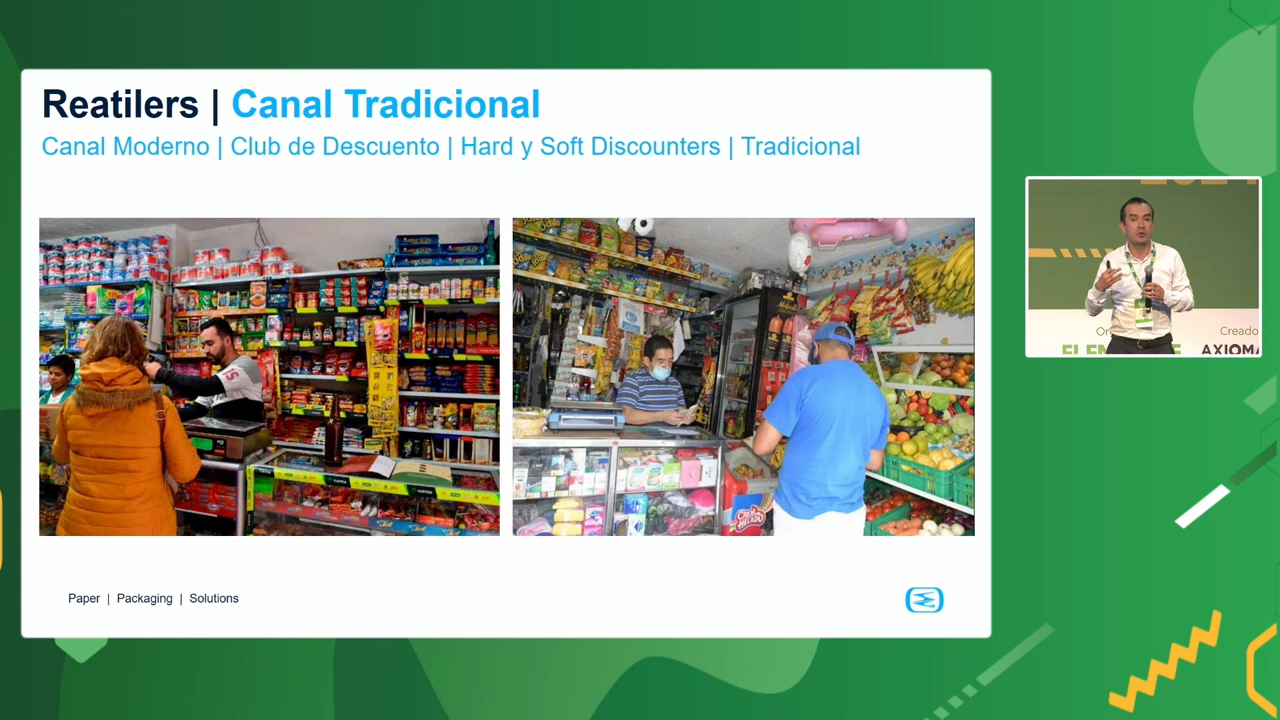 Reatilers | Canal Tradicional
Canal Moderno | Club de Descuento | Hard y Soft Discounters | Tradicional
Paper | Packaging | Solutions
Creado
AXIOMA